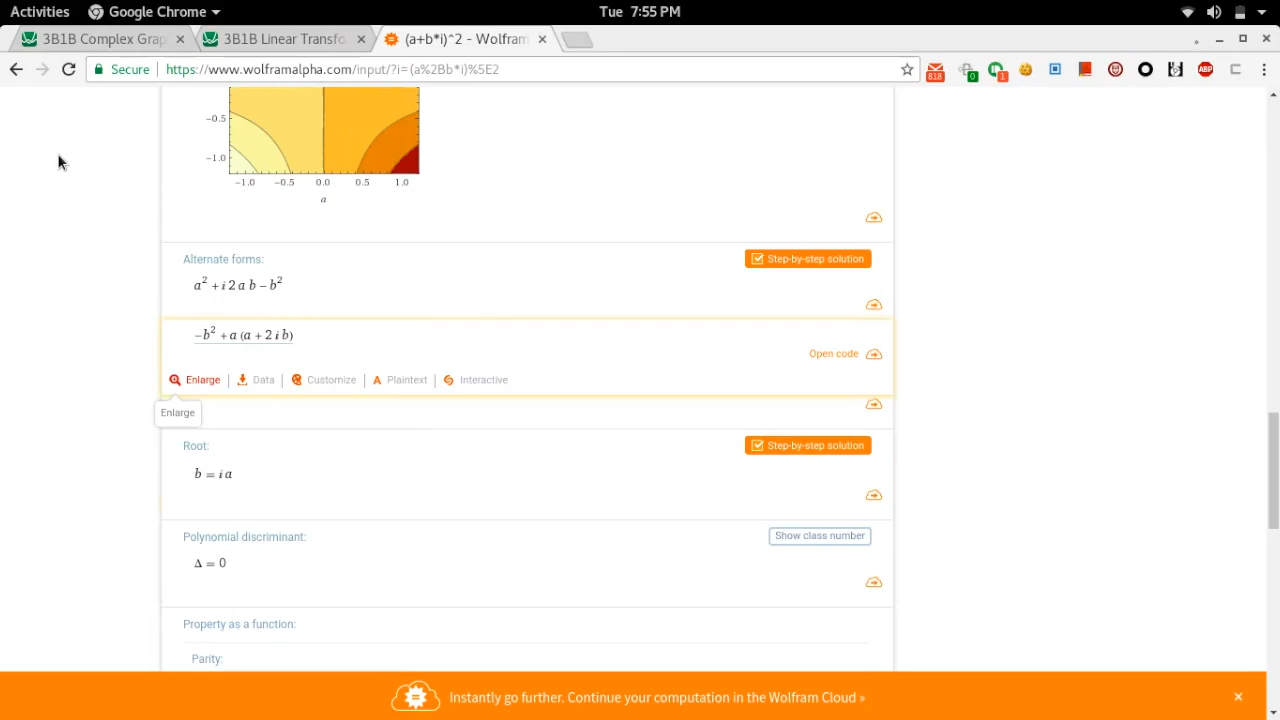 Activities Google Chrome Tue 7:55 PM
3B1B Complex Grap 3B1B Linear Transfo (a+b*i)^2 - Wolfram
Secure https://www.wolframalpha.com/input/?i=(a%2Bb*i)%5E2 818 0 1 ABP
-0.5
-1.0
-1.0 -0.5 0.0 0.5 1.0
a
Alternate forms: Step-by-step solution
a² + i 2 a b − b²
−b² + a (a + 2 i b)
Open code
Enlarge | Data | Customize | A Plaintext | Interactive
Enlarge
Root: Step-by-step solution
b = i a
Polynomial discriminant: Show class number
Δ = 0
Property as a function:
Parity:
Instantly go further. Continue your computation in the Wolfram Cloud »